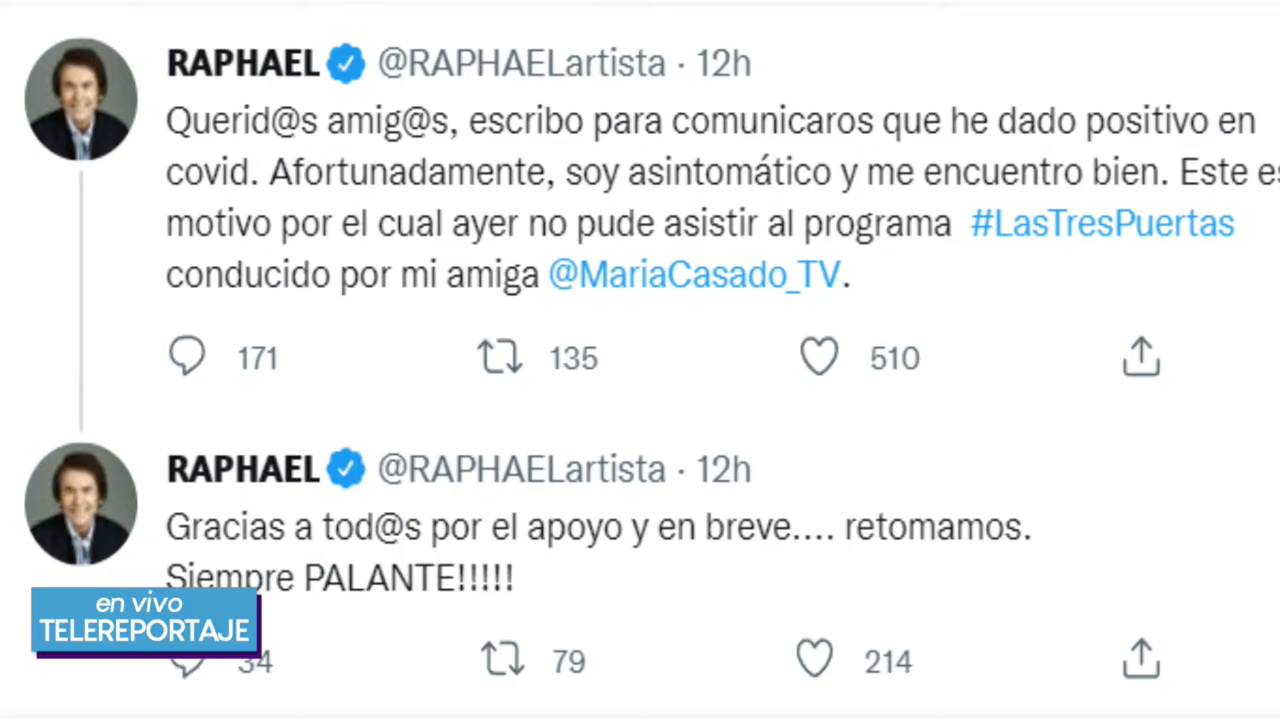 RAPHAEL @RAPHAELartista · 12h
Querid@s amig@s, escribo para comunicaros que he dado positivo en
covid. Afortunadamente, soy asintomático y me encuentro bien. Este
motivo por el cual ayer no pude asistir al programa #LasTresPuertas
conducido por mi amiga @MariaCasado_TV.
171 135 510
RAPHAEL @RAPHAELartista · 12h
Gracias a tod@s por el apoyo y en breve.... retomamos.
Siempre PALANTE!!!!!
en vivo
TELEREPORTAJE
34 79 214